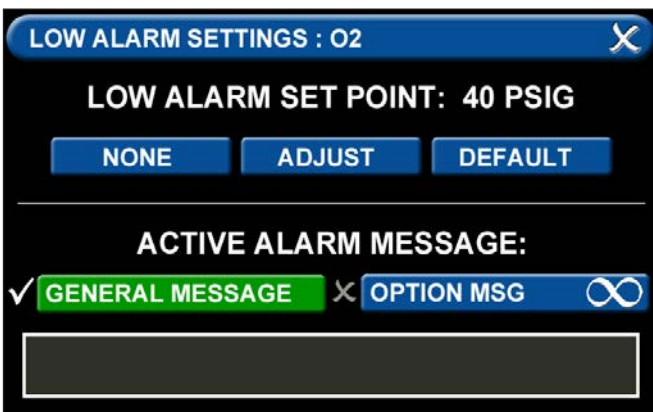 LOW ALARM SETTINGS : O2
LOW ALARM SET POINT: 40 PSIG
NONE ADJUST DEFAULT
ACTIVE ALARM MESSAGE:
GENERAL MESSAGE OPTION MSG